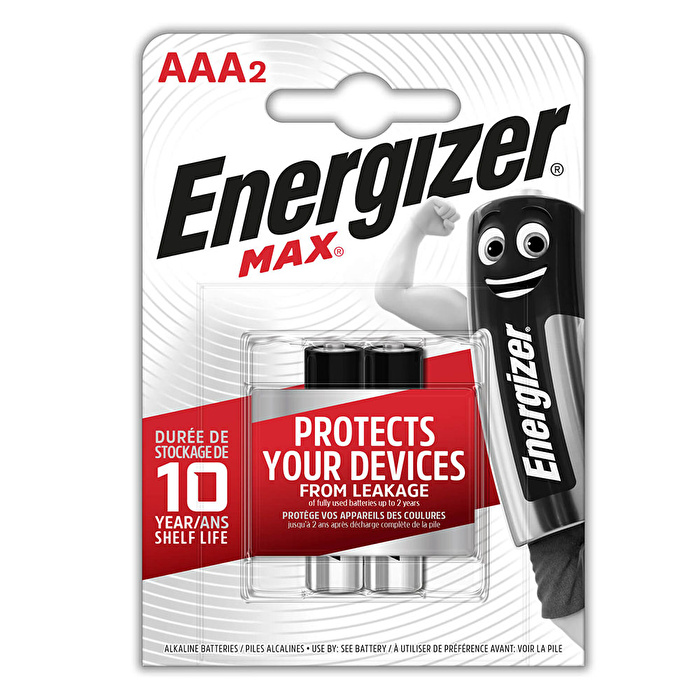 AAA2
Energizer®
MAX®
Energizer®
DURÉE DE
STOCKAGE DE
10
YEAR/ANS
SHELF LIFE
PROTECTS
YOUR DEVICES
FROM LEAKAGE
of fully used batteries up to 2 years
PROTÈGE VOS APPAREILS DES COULURES
jusqu'à 2 ans après décharge complète de la pile
ALKALINE BATTERIES / PILES ALCALINES • USE BY: SEE BATTERY / À UTILISER DE PRÉFÉRENCE AVANT: VOIR LA PILE